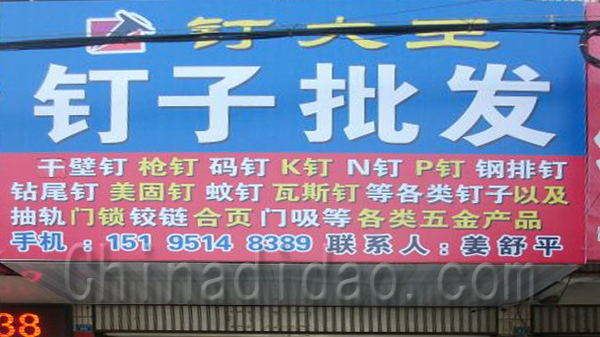 钉大王
钉子批发
干壁钉 枪钉 码钉 K钉 N钉 P钉 钢排钉
钻尾钉 美固钉 蚊钉 瓦斯钉 等各类钉子以及
抽轨门锁铰链合页门吸等各类五金产品
手机：151 9514 8389 联系人：姜舒平
Chinadidao.com
38